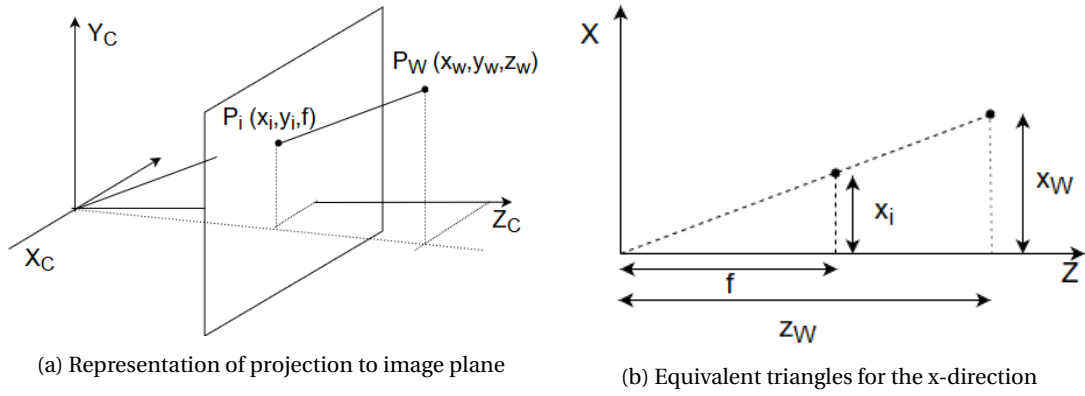 Y_C
P_W (x_w,y_w,z_w)
P_i (x_i,y_i,f)
Z_C
X_C
(a) Representation of projection to image plane
X
x_W
x_i
Z
f
z_W
(b) Equivalent triangles for the x-direction